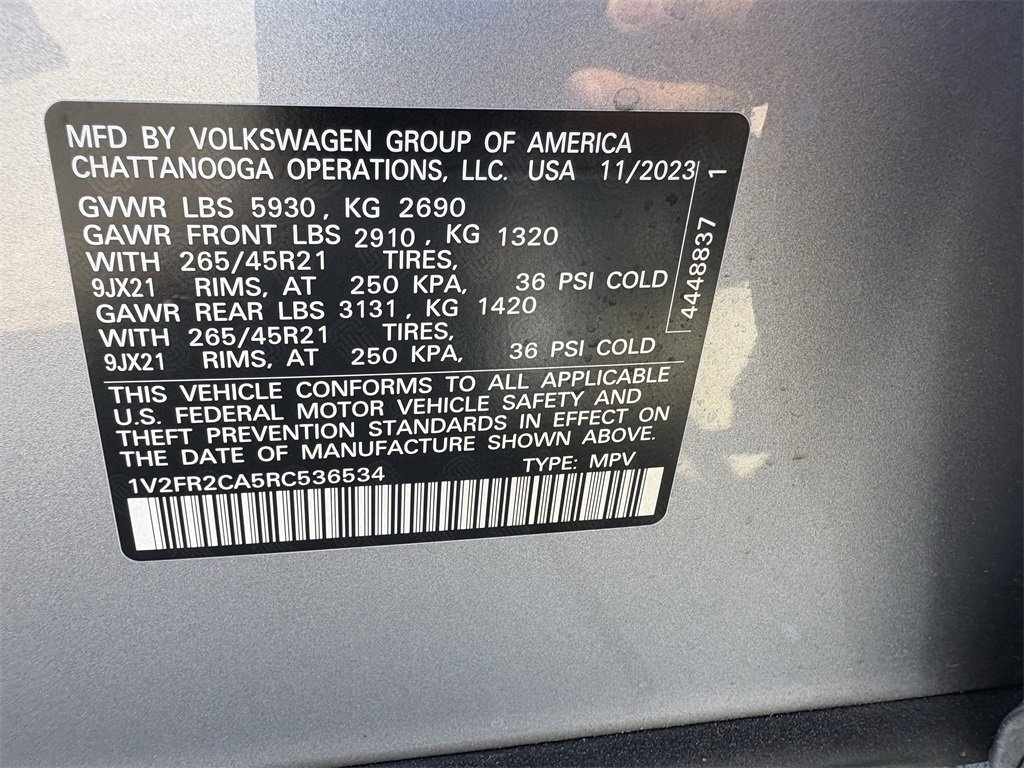 MFD BY VOLKSWAGEN GROUP OF AMERICA
CHATTANOOGA OPERATIONS, LLC. USA 11/2023
GVWR LBS 5930, KG 2690
GAWR FRONT LBS 2910, KG 1320
WITH 265/45R21 TIRES,
9JX21 RIMS, AT 250 KPA, 36 PSI COLD
GAWR REAR LBS 3131, KG 1420
WITH 265/45R21 TIRES,
9JX21 RIMS, AT 250 KPA, 36 PSI COLD
THIS VEHICLE CONFORMS TO ALL APPLICABLE
U.S. FEDERAL MOTOR VEHICLE SAFETY AND
THEFT PREVENTION STANDARDS IN EFFECT ON
THE DATE OF MANUFACTURE SHOWN ABOVE.
1V2FR2CA5RC536534 TYPE: MPV
4448837 1